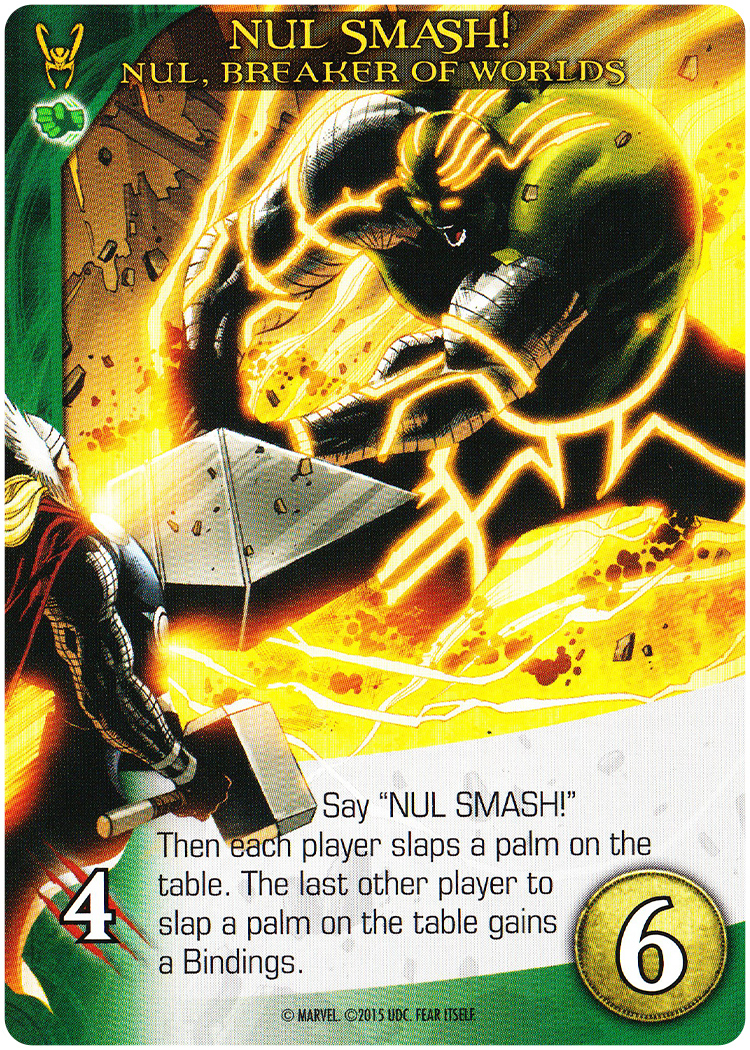 NUL SMASH!
NUL, BREAKER OF WORLDS
Say “NUL SMASH!”
Then each player slaps a palm on the
table. The last other player to
slap a palm on the table gains
a Bindings.
4
6
© MARVEL. ©2015 UDC. FEAR ITSELF.